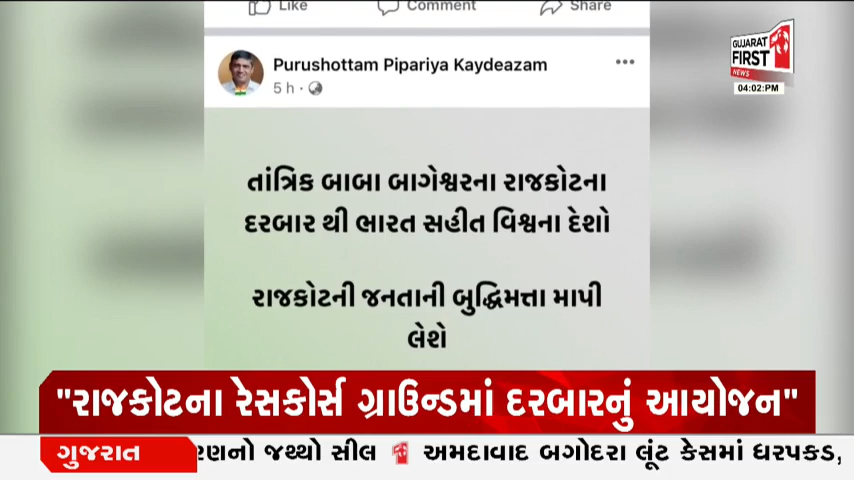 Like Comment Share
Purushottam Pipariya Kaydeazam
5 h ·
GUJARAT
FIRST
NEWS
04:02:PM
તાંત્રિક બાબા બાગેશ્વરના રાજકોટના
દરબાર થી ભારત સહીત વિશ્વના દેશો
રાજકોટની જનતાની બુદ્ધિમત્તા માપી
લેશે
"રાજકોટના રેસકોર્સ ગ્રાઉન્ડમાં દરબારનું આયોજન"
ગુજરાત
જથ્થો સીલ અમદાવાદ બગોદરા લૂંટ કેસમાં ધરપકડ,